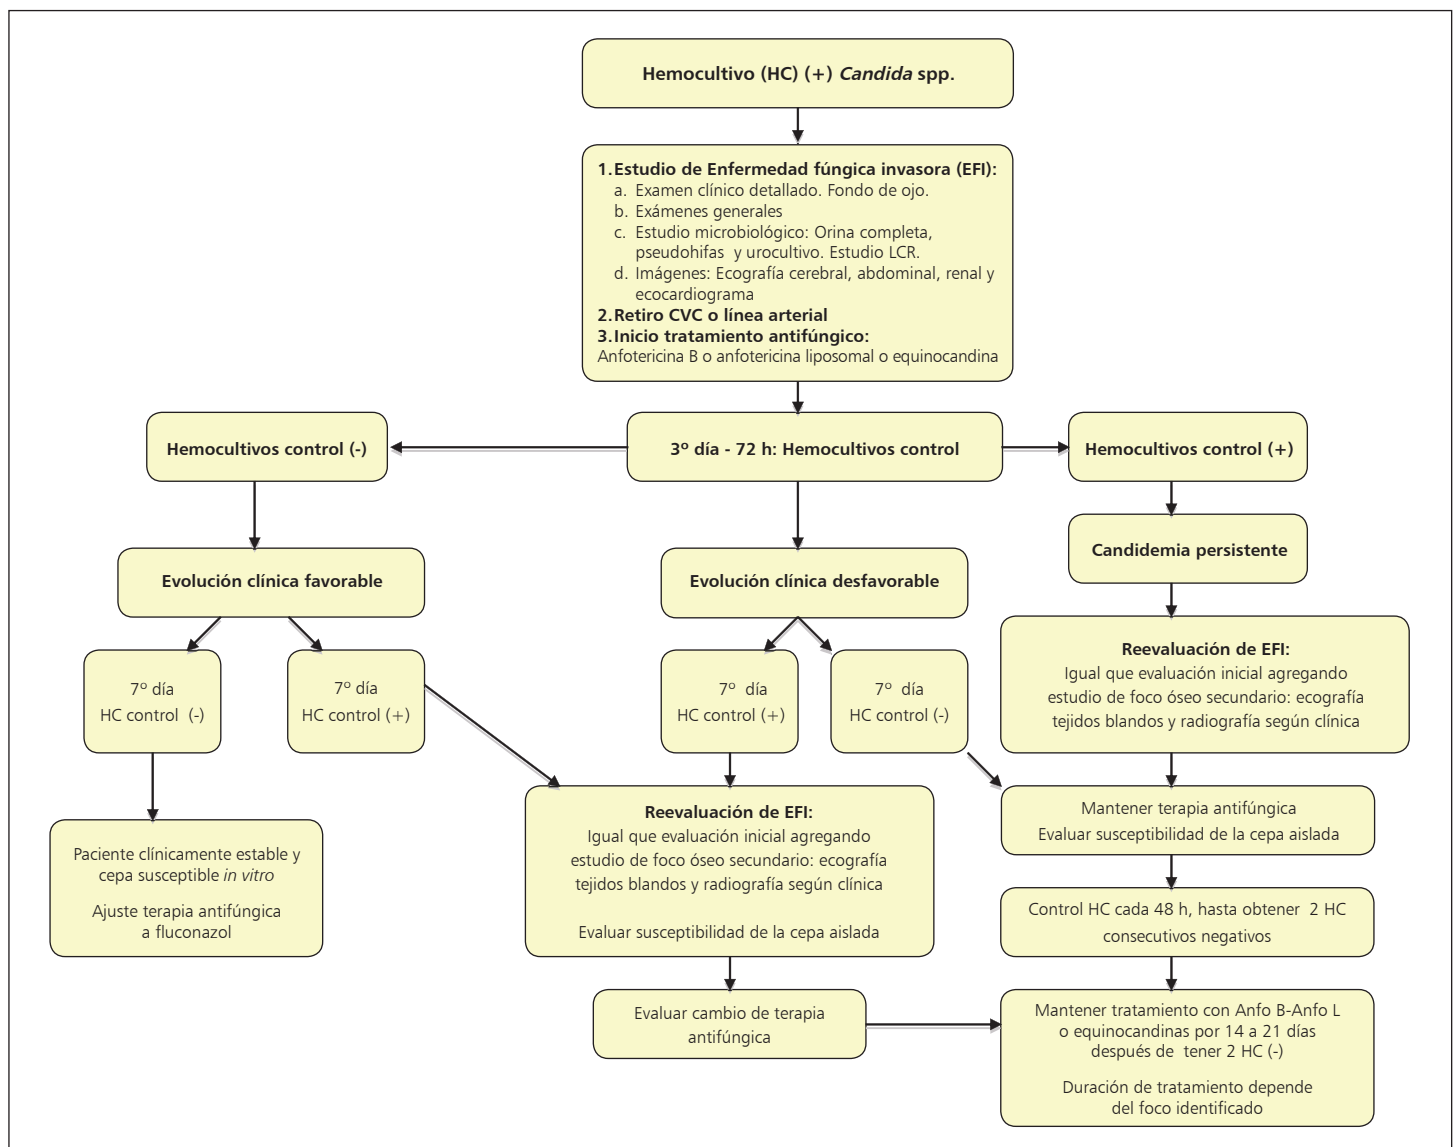 Hemocultivo (HC) (+) Candida spp.
1.Estudio de Enfermedad fúngica invasora (EFI):
a. Examen clínico detallado. Fondo de ojo.
b. Exámenes generales
c. Estudio microbiológico: Orina completa,
pseudohifas y urocultivo. Estudio LCR.
d. Imágenes: Ecografía cerebral, abdominal, renal y
ecocardiograma
2.Retiro CVC o línea arterial
3.Inicio tratamiento antifúngico:
Anfotericina B o anfotericina liposomal o equinocandina
Hemocultivos control (-)
3º día - 72 h: Hemocultivos control
Hemocultivos control (+)
Candidemia persistente
Evolución clínica favorable
Evolución clínica desfavorable
Reevaluación de EFI:
Igual que evaluación inicial agregando
estudio de foco óseo secundario: ecografía
tejidos blandos y radiografía según clínica
7º día
HC control (-)
7º día
HC control (+)
7º día
HC control (+)
7º día
HC control (-)
Reevaluación de EFI:
Igual que evaluación inicial agregando
estudio de foco óseo secundario: ecografía
tejidos blandos y radiografía según clínica
Evaluar susceptibilidad de la cepa aislada
Mantener terapia antifúngica
Evaluar susceptibilidad de la cepa aislada
Paciente clínicamente estable y
cepa susceptible in vitro
Ajuste terapia antifúngica
a fluconazol
Control HC cada 48 h, hasta obtener 2 HC
consecutivos negativos
Evaluar cambio de terapia
antifúngica
Mantener tratamiento con Anfo B-Anfo L
o equinocandinas por 14 a 21 días
después de tener 2 HC (-)
Duración de tratamiento depende
del foco identificado